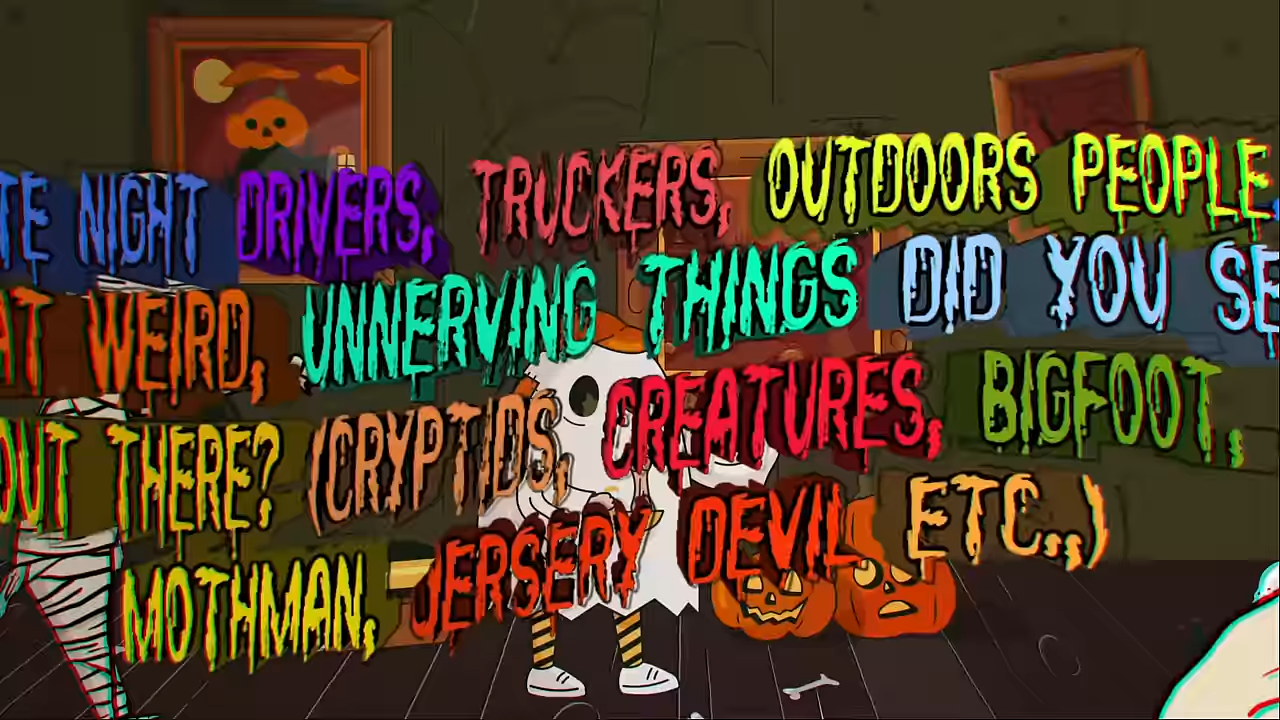 TE NIGHT DRIVERS, TRUCKERS, OUTDOORS PEOPLE,
AT WEIRD, UNNERVING THINGS DID YOU SE
OUT THERE? (CRYPTIDS, CREATURES, BIGFOOT,
MOTHMAN, JERSERY DEVIL ETC,,)